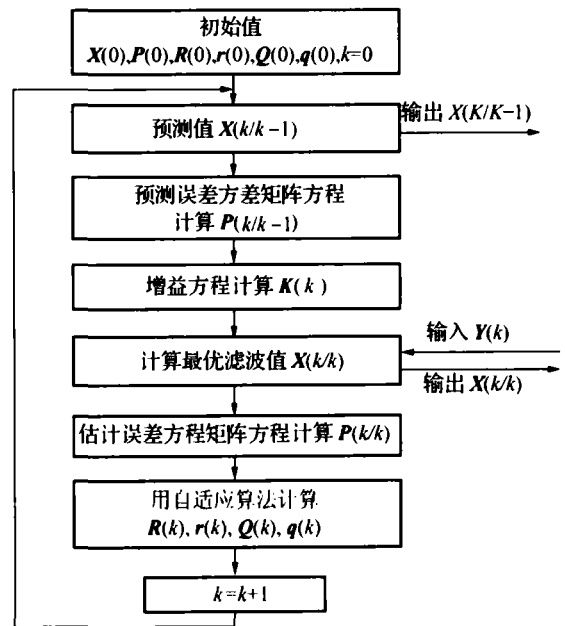 初始值
X(0),P(0),R(0),r(0),Q(0),q(0),k=0
预测值 X(k/k-1)
输出 X(K/K-1)
预测误差方差矩阵方程
计算 P(k/k-1)
增益方程计算 K(k)
计算最优滤波值 X(k/k)
输入 Y(k)
输出 X(k/k)
估计误差方程矩阵方程计算 P(k/k)
用自适应算法计算
R(k), r(k), Q(k), q(k)
k=k+1